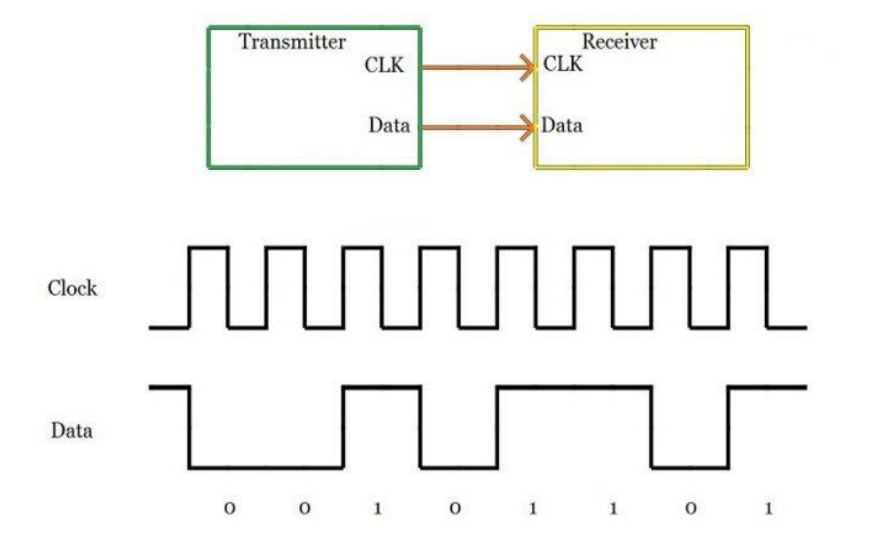 Transmitter
Receiver
CLK
CLK
Data
Data
Clock
Data
0 0 1 0 1 1 0 1